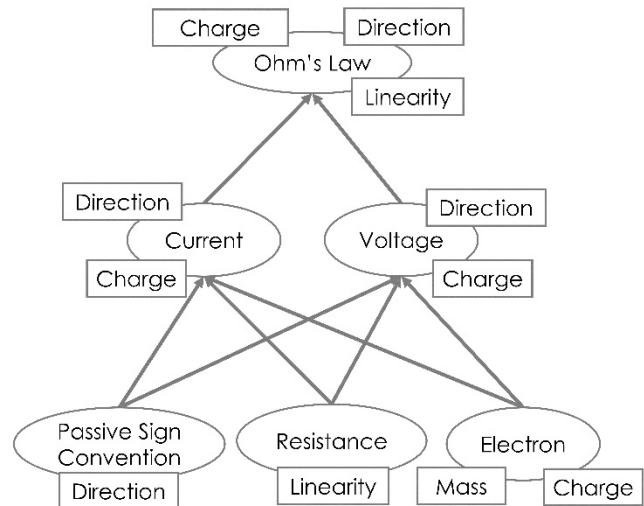 Charge
Direction
Ohm's Law
Linearity
Direction
Current
Charge
Direction
Voltage
Charge
Passive Sign
Convention
Direction
Resistance
Linearity
Electron
Mass
Charge